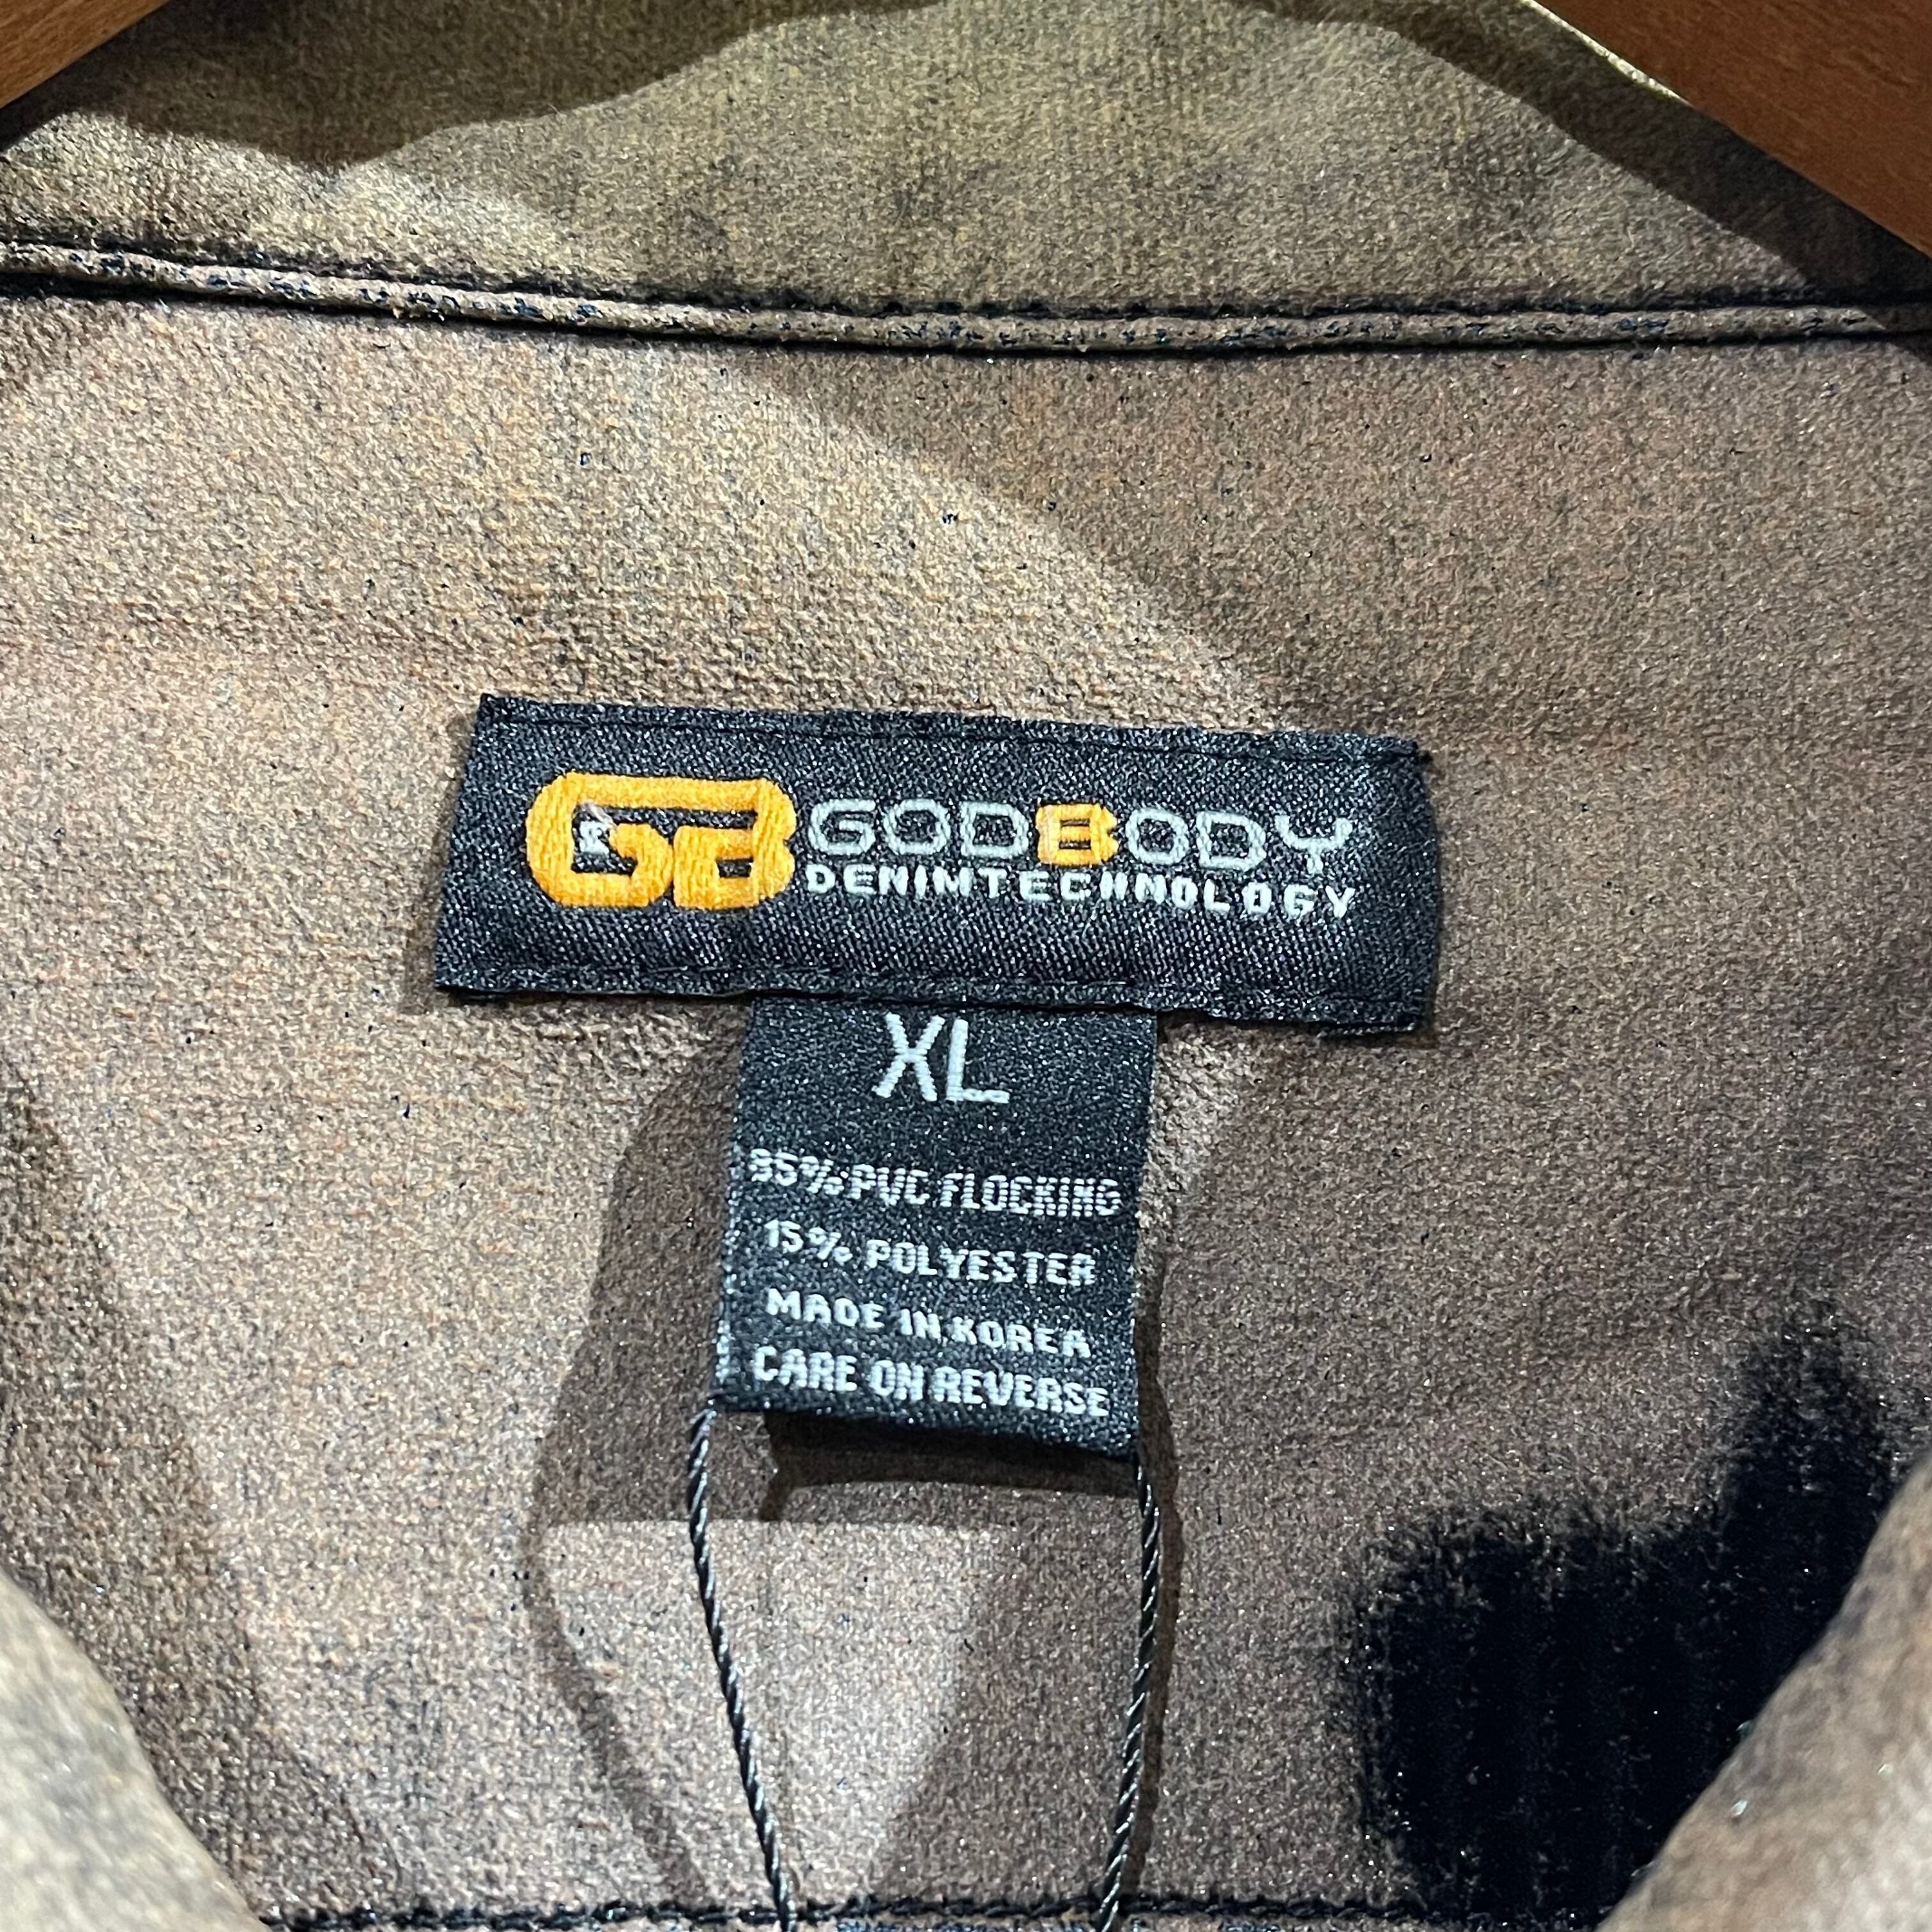 GB GODBODY
DENIMTECHNOLOGY
XL
85% PVC FLOCKING
15% POLYESTER
MADE IN KOREA
CARE ON REVERSE